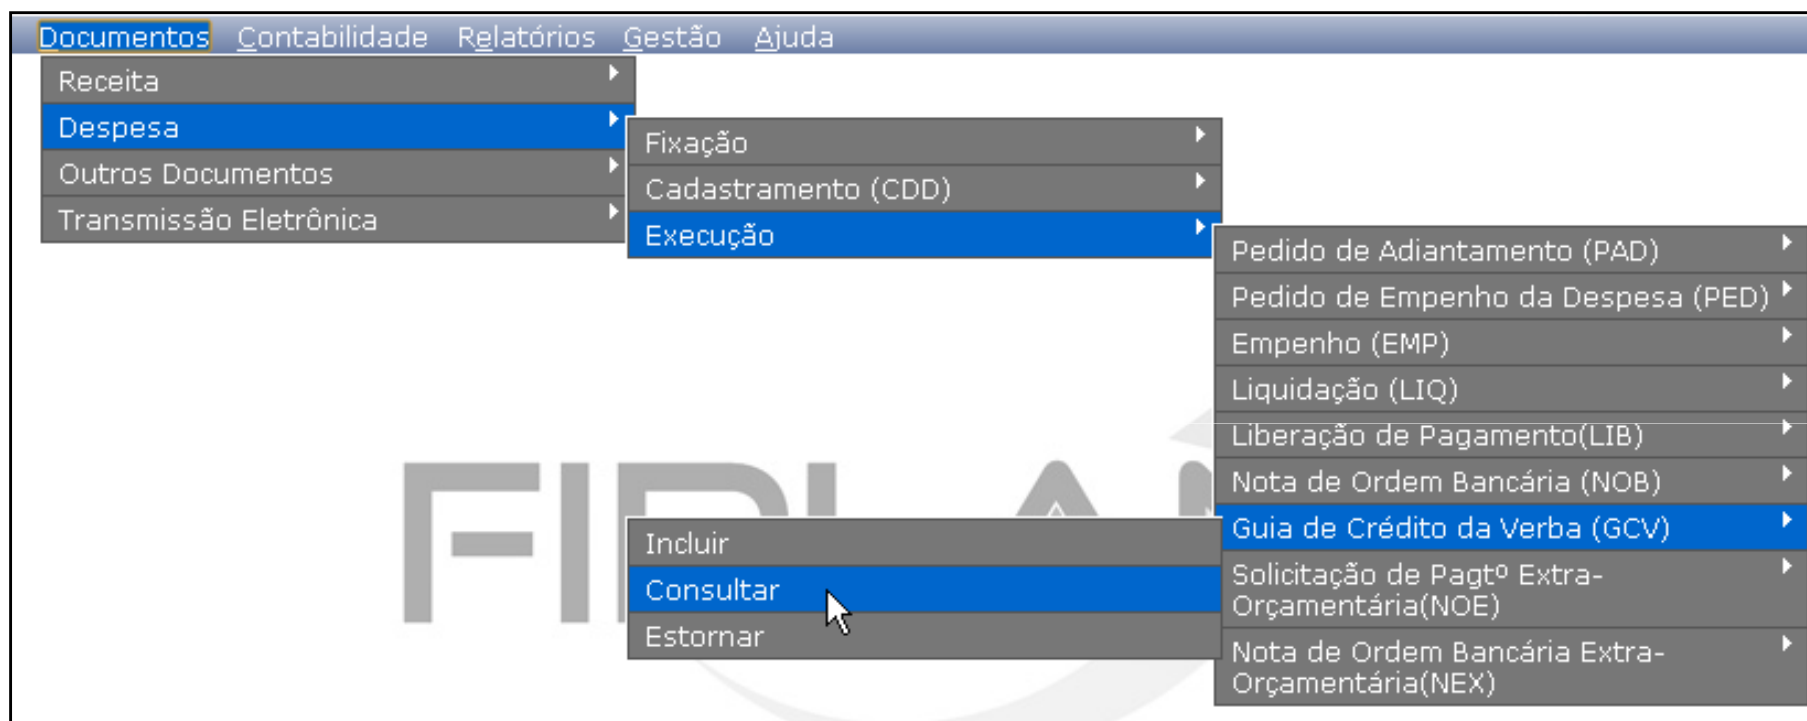 Documentos Contabilidade Relatórios Gestão Ajuda
Receita
Despesa
Outros Documentos
Transmissão Eletrônica
Fixação
Cadastramento (CDD)
Execução
Pedido de Adiantamento (PAD)
Pedido de Empenho da Despesa (PED)
Empenho (EMP)
Liquidação (LIQ)
Liberação de Pagamento(LIB)
Nota de Ordem Bancária (NOB)
Guia de Crédito da Verba (GCV)
Solicitação de Pagtº Extra-
Orçamentária(NOE)
Nota de Ordem Bancária Extra-
Orçamentária(NEX)
Incluir
Consultar
Estornar